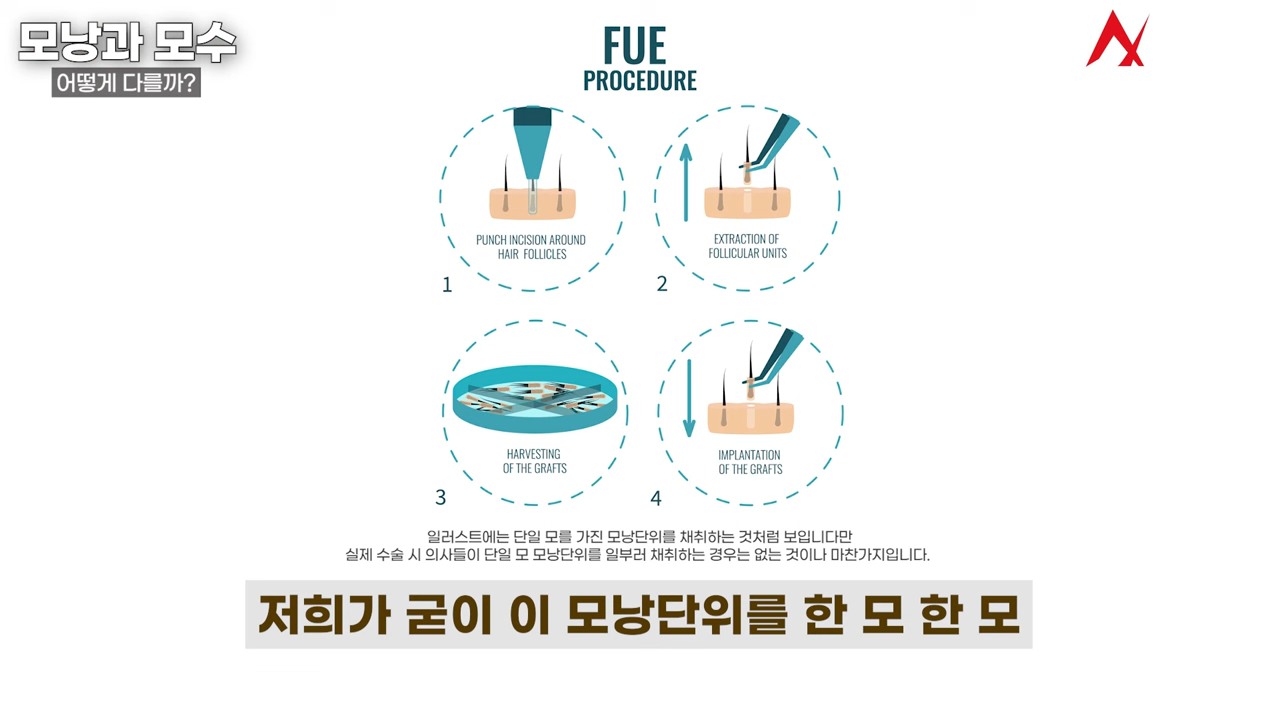 모낭과 모수
어떻게 다를까?
FUE
PROCEDURE
PUNCH INCISION AROUND
HAIR FOLLICLES
1
EXTRACTION OF
FOLLICULAR UNITS
2
HARVESTING
OF THE GRAFTS
3
IMPLANTATION
OF THE GRAFTS
4
일러스트에는 단일 모를 가진 모낭단위를 채취하는 것처럼 보입니다만
실제 수술 시 의사들이 단일 모 모낭단위를 일부러 채취하는 경우는 없는 것이나 마찬가지입니다.
저희가 굳이 이 모낭단위를 한 모 한 모